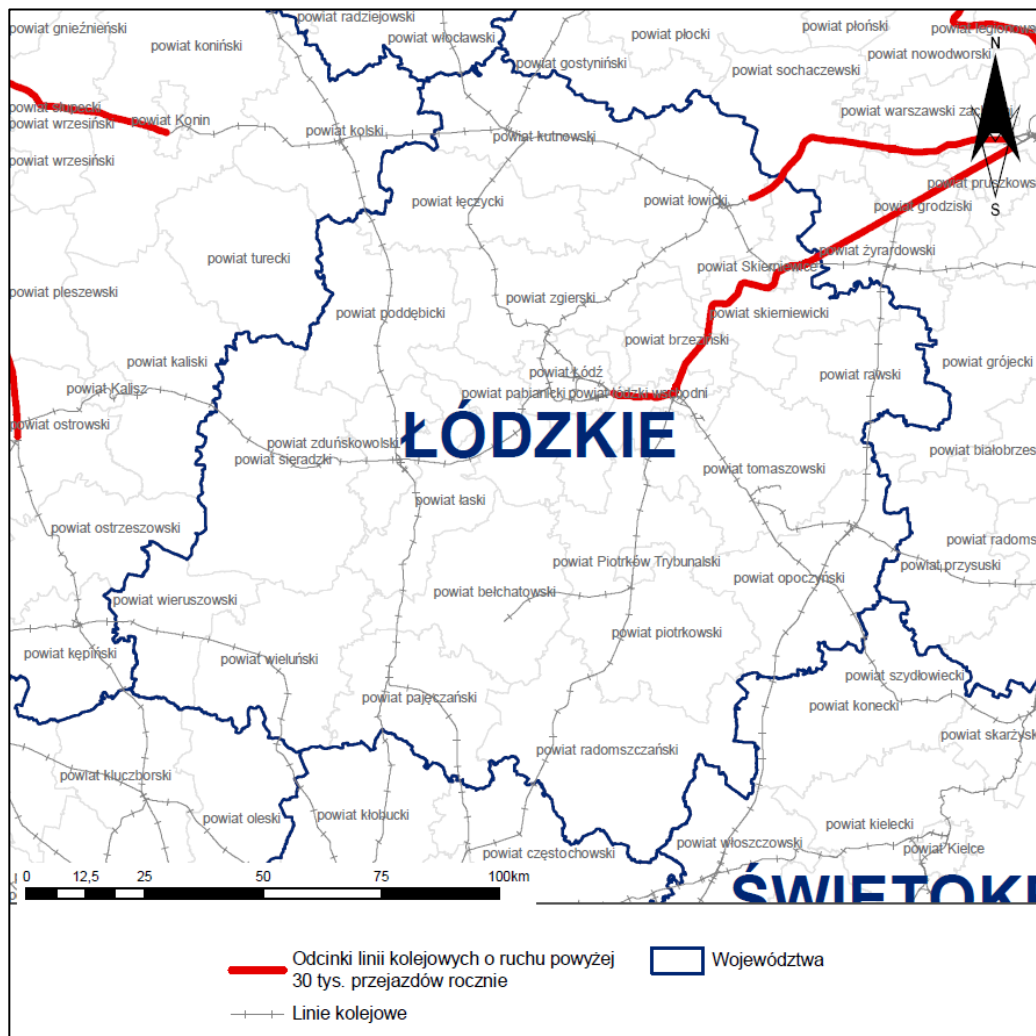 powiat gnieźnieński
powiat radziejowski
powiat koniński
powiat włocławski
powiat płocki
powiat płoński
powiat gostyniński
powiat nowodworski
N
powiat sochaczewski
powiat słupecki
powiat Konin
powiat wrzesiński
powiat kolski
powiat kutnowski
powiat wrzesiński
powiat łęczycki
powiat łowicki
S
powiat grodziski
powiat żyrardowski
powiat turecki
powiat Skierniewice
powiat pleszewski
powiat zgierski
powiat poddębicki
powiat skierniewicki
powiat brzeziński
powiat kaliski
powiat grójecki
powiat Łódź
powiat rawski
powiat Kalisz
powiat pabianicki
powiat łódzki wschodni
powiat ostrowski
ŁÓDZKIE
powiat zduńskowolski
powiat sieradzki
powiat białobrzes
powiat tomaszowski
powiat łaski
powiat ostrzeszowski
powiat radoms
powiat Piotrków Trybunalski
powiat przysuski
powiat opoczyński
powiat bełchatowski
powiat wieruszowski
powiat piotrkowski
powiat kępiński
powiat wieluński
powiat szydłowiecki
powiat pajęczański
powiat konecki
powiat skarżysk
powiat radomszczański
powiat kluczborski
powiat oleski
powiat kłobucki
powiat kielecki
powiat włoszczowski
powiat Kielce
powiat częstochowski
0 12,5 25 50 75 100km
ŚWIĘTOK
Odcinki linii kolejowych o ruchu powyżej
30 tys. przejazdów rocznie
Województwa
Linie kolejowe